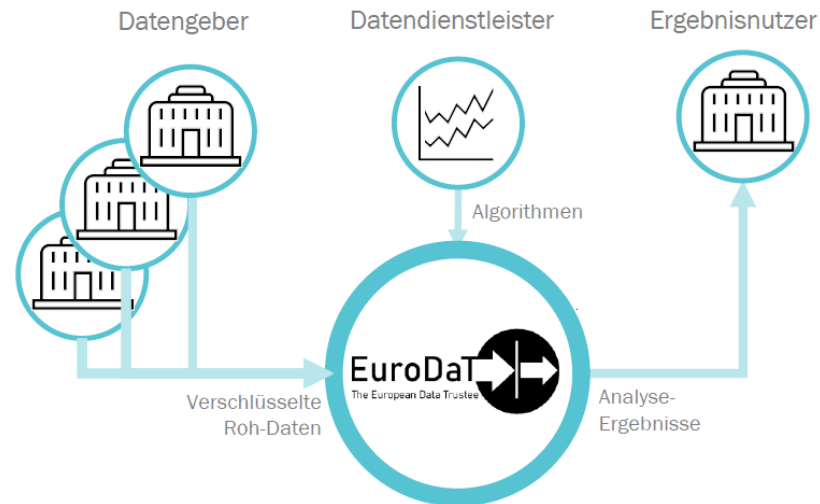 Datengeber
Datendienstleister
Ergebnisnutzer
Algorithmen
EuroDaT
The European Data Trustee
Verschlüsselte
Roh-Daten
Analyse-
Ergebnisse